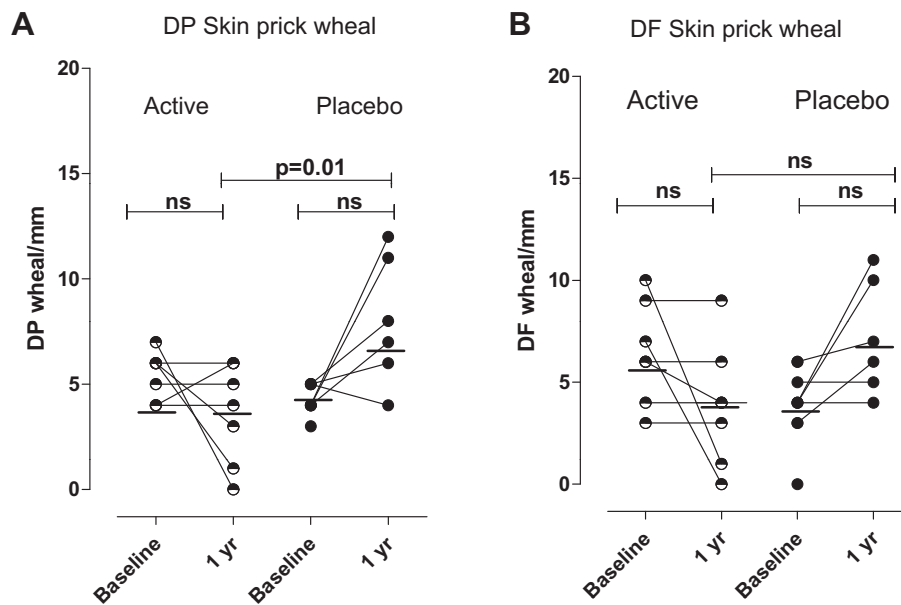 A
DP Skin prick wheal
20
15
10
5
0
DP wheal/mm
Active
Placebo
p=0.01
ns
ns
Baseline
1 yr
Baseline
1 yr
B
DF Skin prick wheal
20
15
10
5
0
DF wheal/mm
Active
Placebo
ns
ns
ns
Baseline
1 yr
Baseline
1 yr